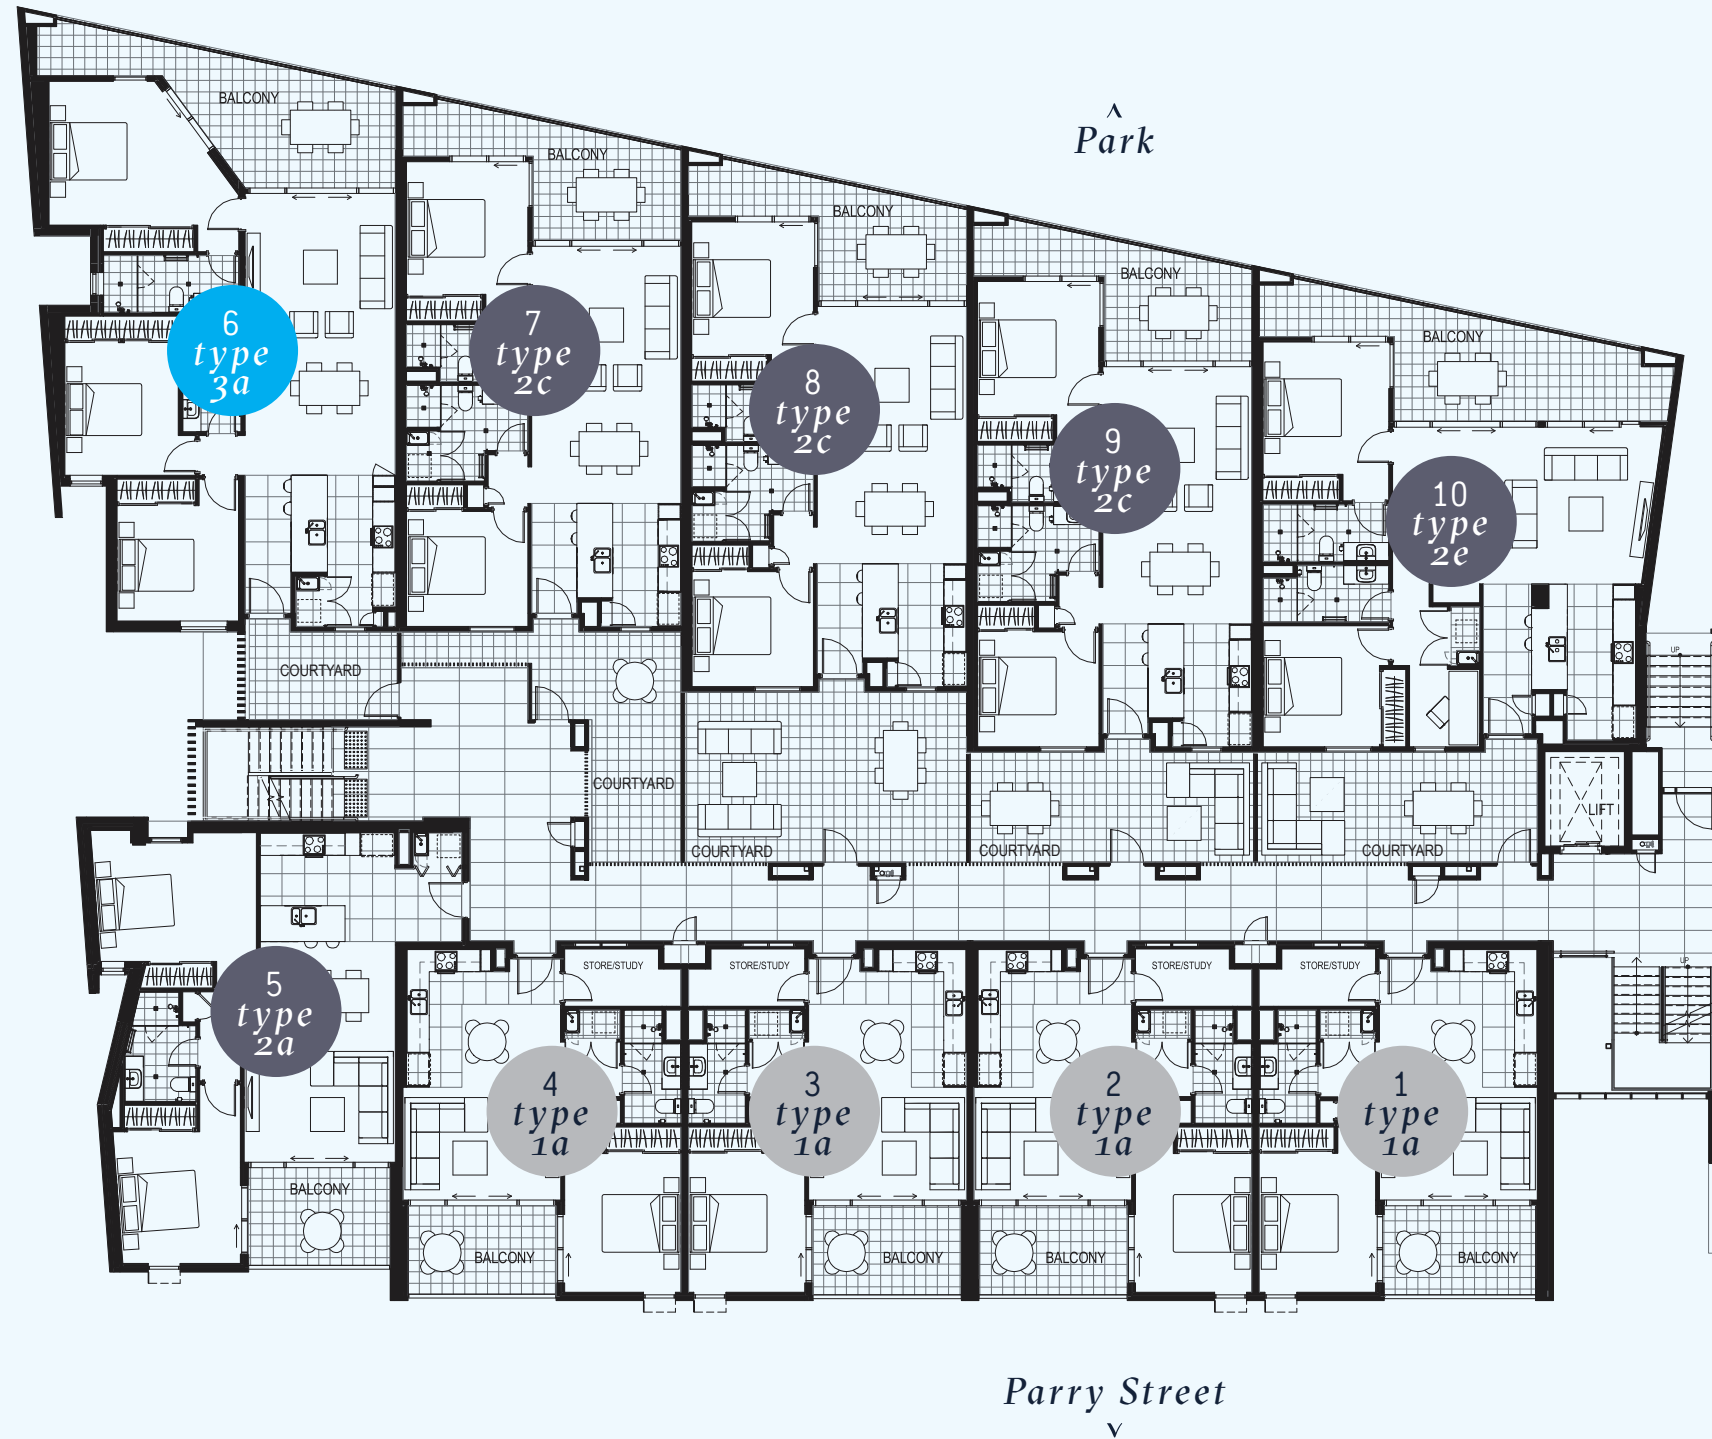 BALCONY
^
Park
BALCONY
BALCONY
BALCONY
BALCONY
6
type
3a
7
type
2c
8
type
2c
9
type
2c
10
type
2e
COURTYARD
UP
COURTYARD
LIFT
COURTYARD
COURTYARD
COURTYARD
STORE/STUDY
STORE/STUDY
STORE/STUDY
STORE/STUDY
UP
5
type
2a
4
type
1a
3
type
1a
2
type
1a
1
type
1a
BALCONY
BALCONY
BALCONY
BALCONY
BALCONY
Parry Street
v